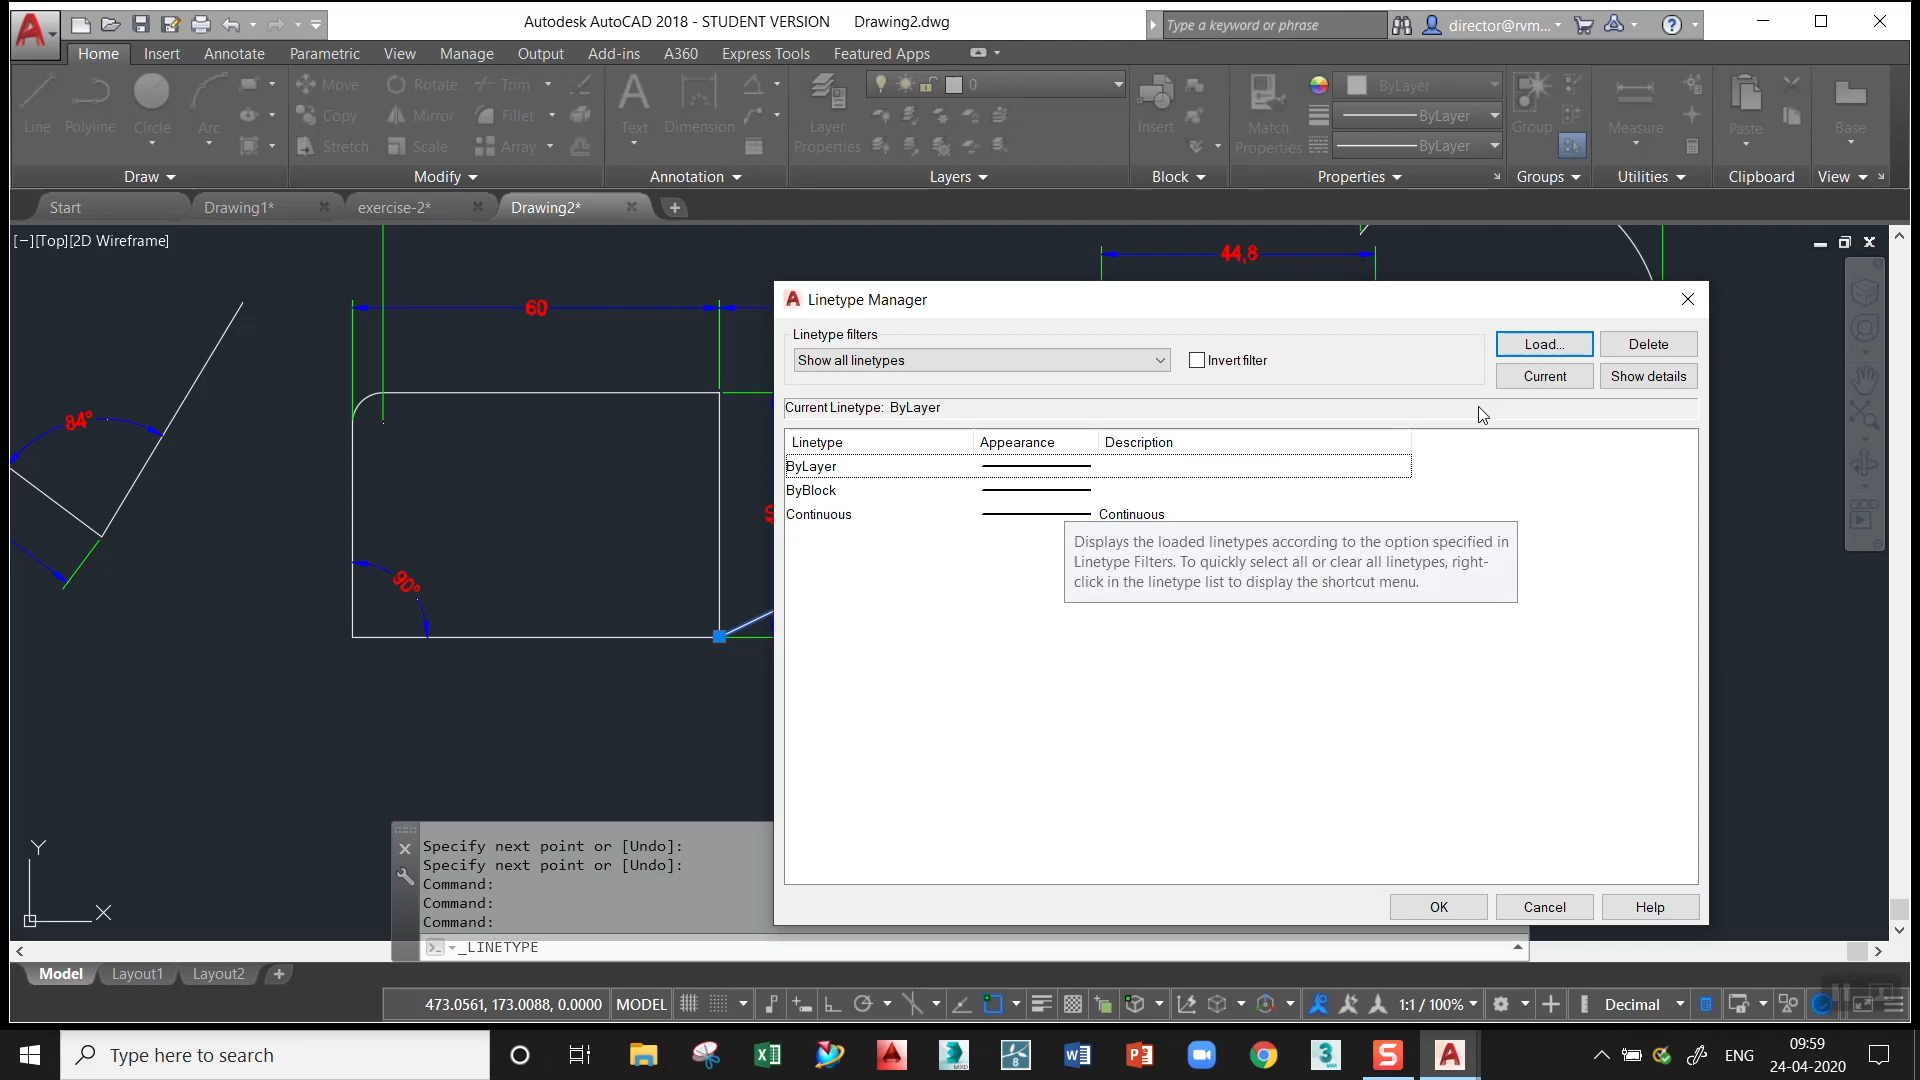 Autodesk AutoCAD 2018 - STUDENT VERSION Drawing2.dwg
Type a keyword or phrase
director@rvm...
Home Insert Annotate Parametric View Manage Output Add-ins A360 Express Tools Featured Apps
Line Polyline Circle Arc
Move Rotate Trim
Copy Mirror Fillet
Stretch Scale Array
Text Dimension
Layer Properties
0
Insert
Match Properties
ByLayer
ByLayer
ByLayer
Group
Measure
Paste
Base
Draw Modify Annotation Layers Block Properties Groups Utilities Clipboard View
Start Drawing1* exercise-2* Drawing2*
[−][Top][2D Wireframe]
44,8
60
84°
90°
Linetype Manager
Linetype filters
Show all linetypes
Invert filter
Load... Delete
Current Show details
Current Linetype: ByLayer
Linetype Appearance Description
ByLayer
ByBlock
Continuous Continuous
Displays the loaded linetypes according to the option specified in
Linetype Filters. To quickly select all or clear all linetypes, right-
click in the linetype list to display the shortcut menu.
OK Cancel Help
Y
X
Specify next point or [Undo]:
Specify next point or [Undo]:
Command:
Command:
Command:
_LINETYPE
Model Layout1 Layout2
473.0561, 173.0088, 0.0000 MODEL
1:1 / 100%
Decimal
Type here to search
ENG
09:59
24-04-2020